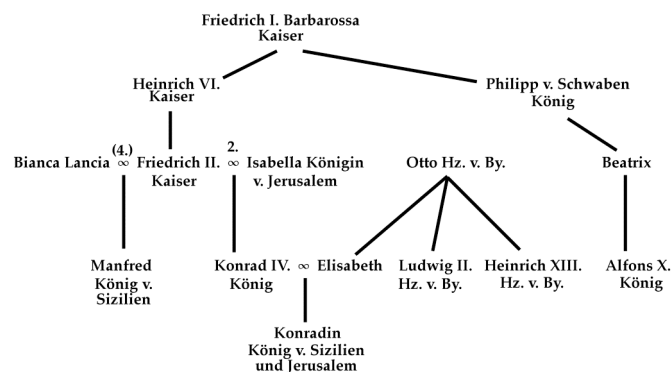 Friedrich I. Barbarossa
Kaiser
Heinrich VI.
Kaiser
Philipp v. Schwaben
König
Bianca Lancia (4.) ∞ Friedrich II. 2. ∞ Isabella Königin
Kaiser
v. Jerusalem
Otto Hz. v. By.
Beatrix
Manfred
König v.
Sizilien
Konrad IV. ∞ Elisabeth
König
Ludwig II.
Hz. v. By.
Heinrich XIII.
Hz. v. By.
Alfons X.
König
Konradin
König v. Sizilien
und Jerusalem